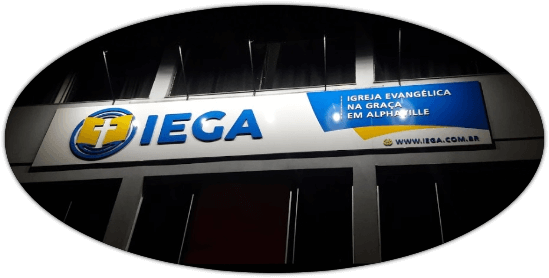 IEGA
IGREJA EVANGÉLICA
NA GRAÇA
EM ALPHAVILLE
WWW.IEGA.COM.BR